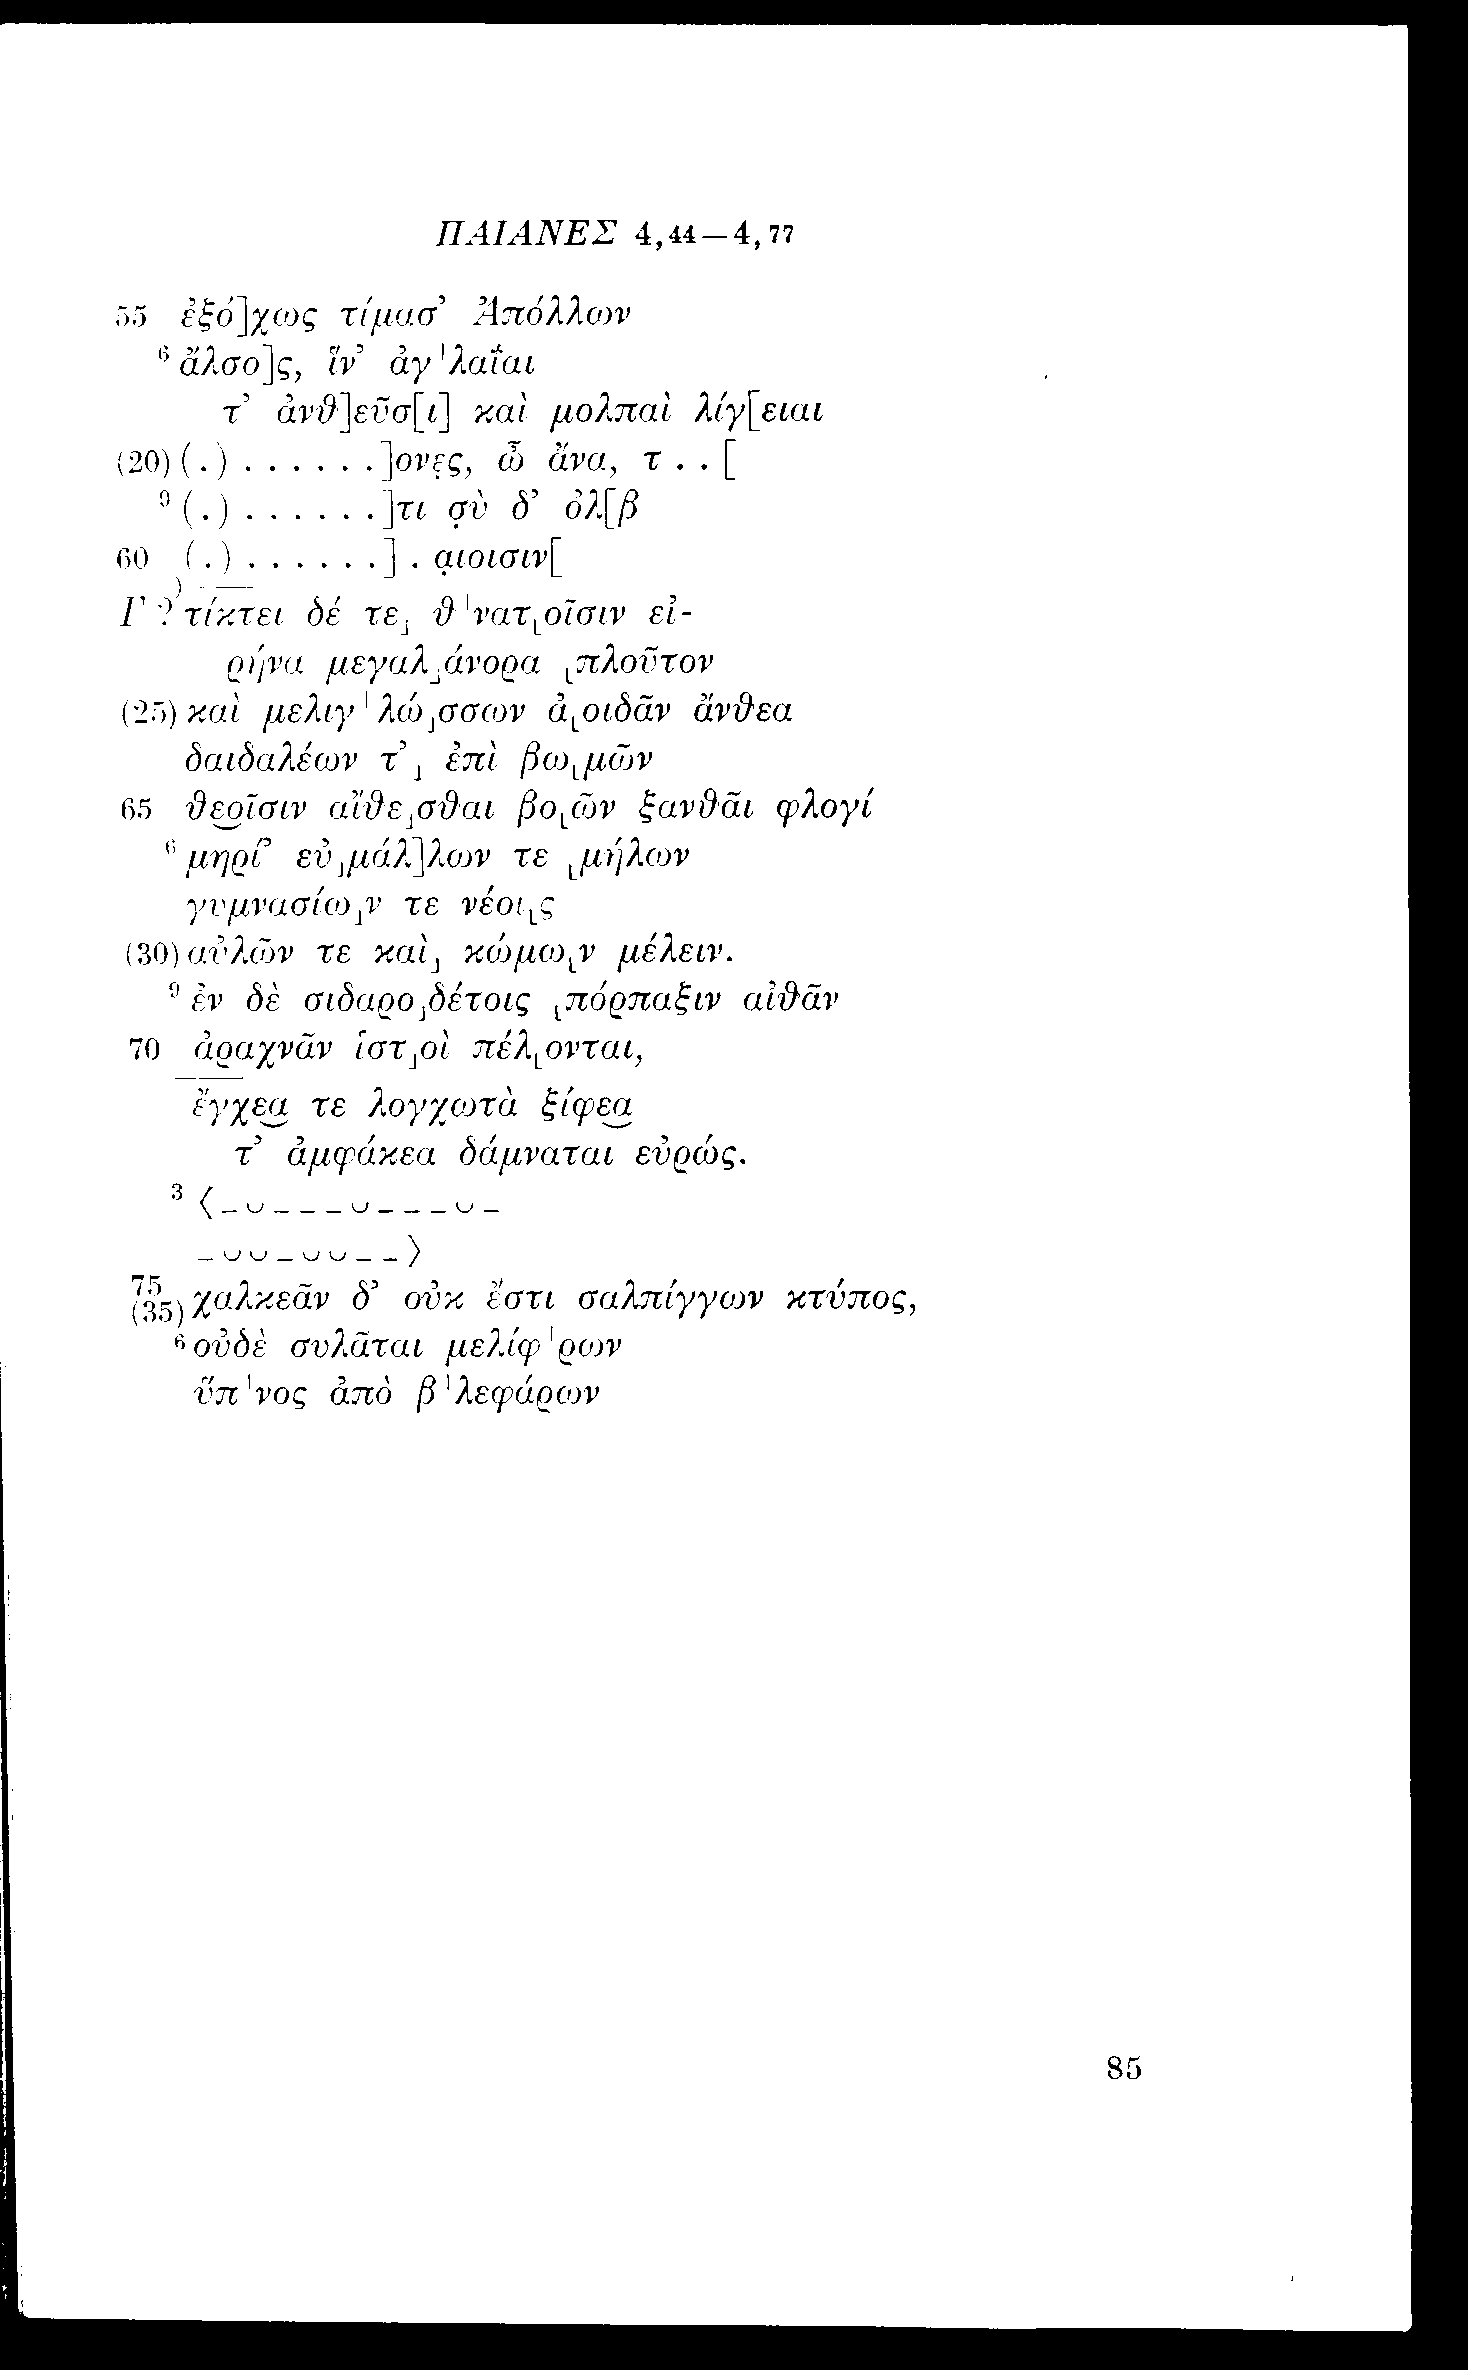 ΠΑΙΑΝΕΣ 4,44—4,77
55 ἐξό]χως τίμασ’ Ἀπόλλων
6 ἄλσο]ς, ἵν’ ἀγ'λαΐαι
τ’ ἀνθ]εῦσ[ι] καὶ μολπαὶ λίγ[ειαι
(20) (.) . . . . . . ]ονε̣ς, ὦ ἄνα, τ . . [
9 (.) . . . . . . ]τι σ̣ὺ δ’ ὀλ[β
60 (.) . . . . . . ] . α̣ιοισιν[
Γ ? τίκτει δέ τε⌟ θ'νατ⌞οῖσιν εἰ-
ρήνα μεγαλ⌟άνορα ⌞πλοῦτον
(25) καὶ μελιγ'λώ⌟σσων ἀ⌞οιδᾶν ἄνθεα
δαιδαλέων τ’⌟ ἐπὶ βω⌞μῶν
65 θεοῖσιν αἴθε⌟σθαι βο⌞ῶν ξανθᾶι φλογί
6 μηρί’ εὐ⌟μάλ]λων τε ⌞μήλων
γυμνασίω⌟ν τε νέοι⌞ς
(30) αὐλῶν τε καὶ⌟ κώμω⌞ν μέλειν.
9 ἐν δὲ σιδαρο⌟δέτοις ⌞πόρπαξιν αἰθᾶν
70 ἀραχνᾶν ἱστ⌟οὶ πέλ⌞ονται,
ἔγχεα τε λογχωτὰ ξίφεα
τ’ ἀμφάκεα δάμναται εὐρώς.
3 ⟨–⏑–––⏑–––⏑–
–⏑⏑–⏑⏑––⟩
75 (35) χαλκεᾶν δ’ οὐκ ἔστι σαλπίγγων κτύπος,
6 οὐδὲ συλᾶται μελίφ'ρων
ὕπ'νος ἀπὸ β'λεφάρων
85